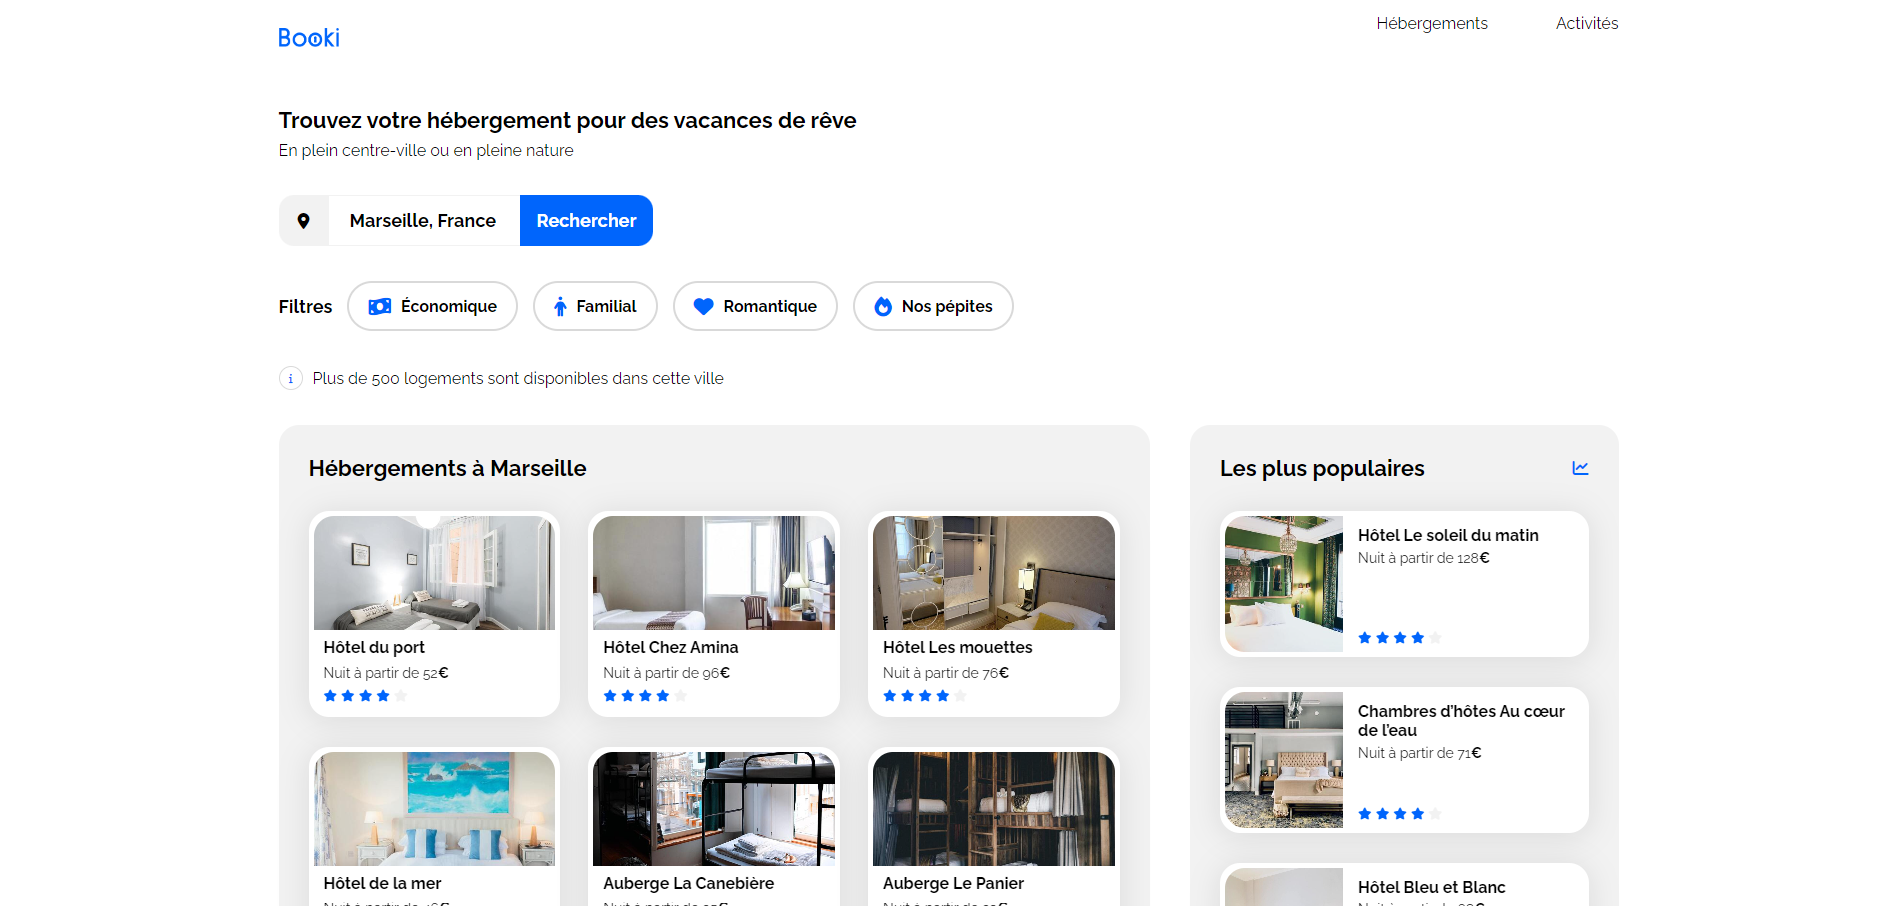 Booki
Hébergements
Activités
Trouvez votre hébergement pour des vacances de rêve
En plein centre-ville ou en pleine nature
Marseille, France
Rechercher
Filtres
Économique
Familial
Romantique
Nos pépites
i
Plus de 500 logements sont disponibles dans cette ville
Hébergements à Marseille
Hôtel du port
Nuit à partir de 52€
Hôtel Chez Amina
Nuit à partir de 96€
Hôtel Les mouettes
Nuit à partir de 76€
Hôtel de la mer
Auberge La Canebière
Auberge Le Panier
Les plus populaires
Hôtel Le soleil du matin
Nuit à partir de 128€
Chambres d'hôtes Au cœur
de l'eau
Nuit à partir de 71€
Hôtel Bleu et Blanc